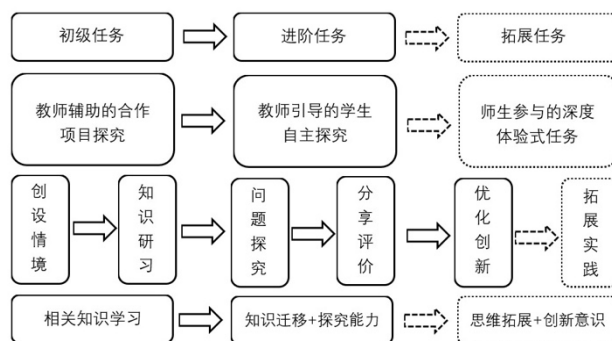 初级任务
进阶任务
拓展任务
教师辅助的合作
项目探究
教师引导的学生
自主探究
师生参与的深度
体验式任务
创设情境
知识研习
问题探究
分享评价
优化创新
拓展实践
相关知识学习
知识迁移+探究能力
思维拓展+创新意识